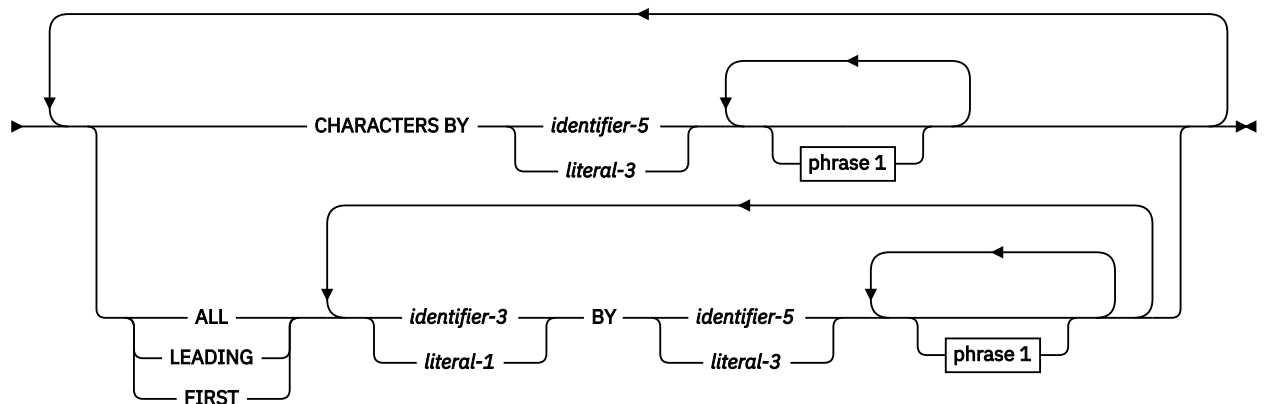 CHARACTERS BY identifier-5
literal-3
phrase 1
ALL identifier-3 BY identifier-5
LEADING literal-1 literal-3 phrase 1
FIRST